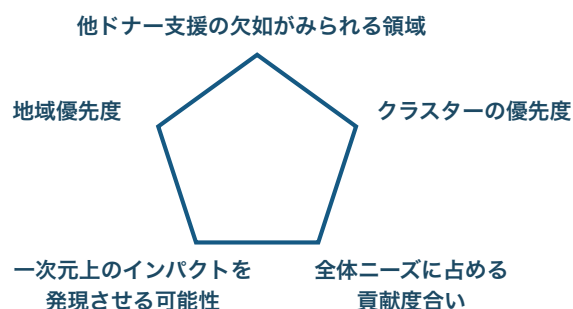 他ドナー支援の欠如がみられる領域
地域優先度
クラスターの優先度
一次元上のインパクトを
発現させる可能性
全体ニーズに占める
貢献度合い